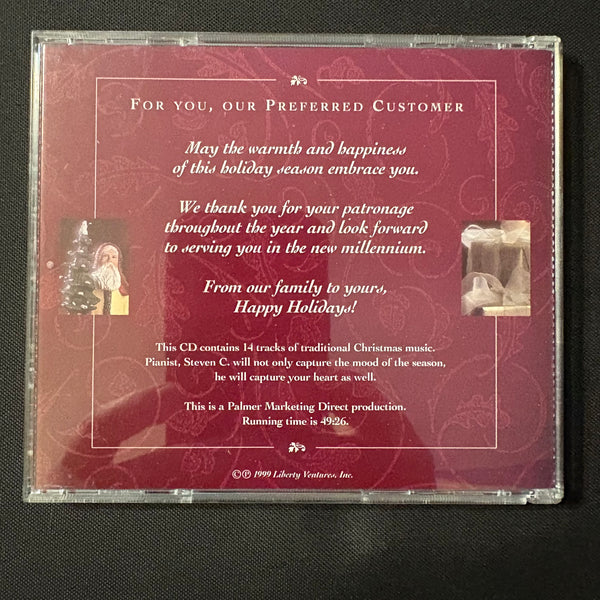 FOR YOU, OUR PREFERRED CUSTOMER
May the warmth and happiness
of this holiday season embrace you.
We thank you for your patronage
throughout the year and look forward
to serving you in the new millennium.
From our family to yours,
Happy Holidays!
This CD contains 14 tracks of traditional Christmas music.
Pianist, Steven C. will not only capture the mood of the season,
he will capture your heart as well.
This is a Palmer Marketing Direct production.
Running time is 49:26.
©℗ 1999 Liberty Ventures, Inc.